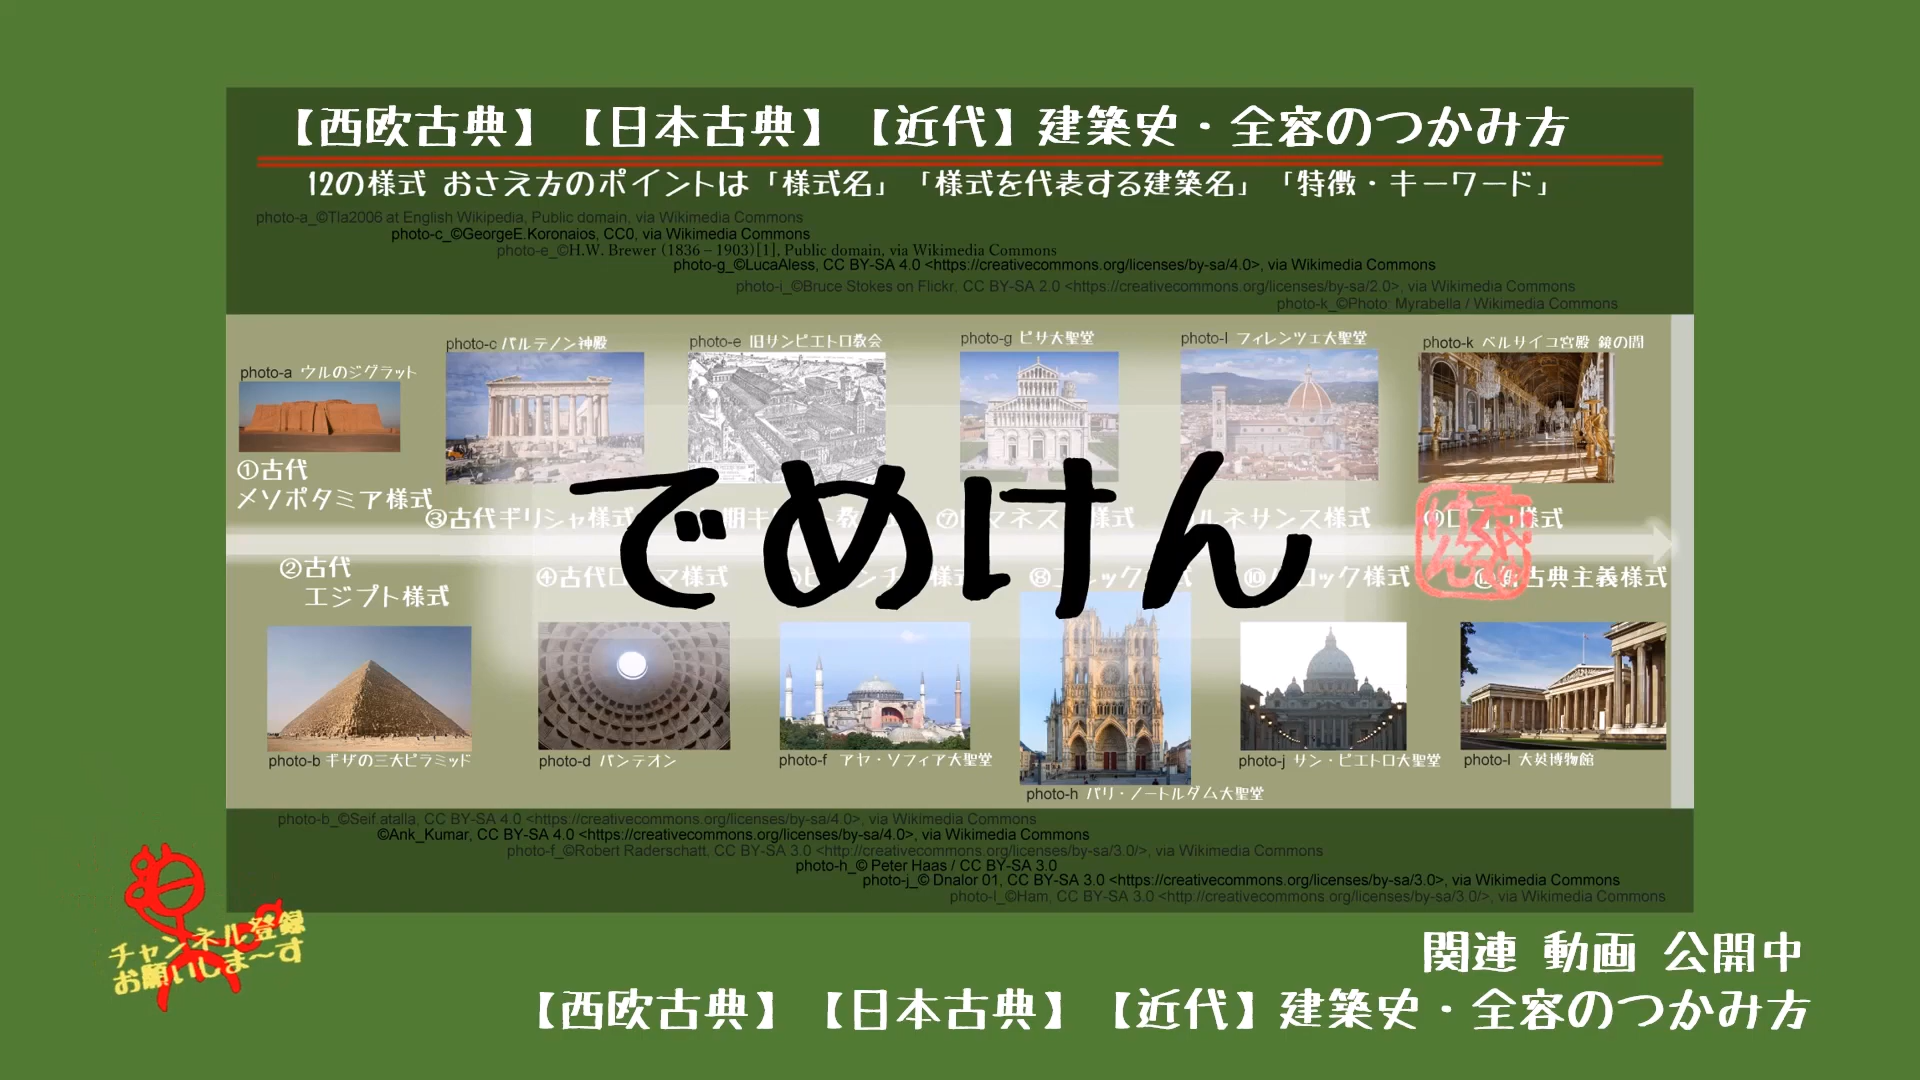 【西欧古典】【日本古典】【近代】建築史・全容のつかみ方
12の様式 おさえ方のポイントは「様式名」「様式を代表する建築名」「特徴・キーワード」
photo-a_©Tla2006 at English Wikipedia, Public domain, via Wikimedia Commons
photo-c_©GeorgeE.Koronaios, CC0, via Wikimedia Commons
photo-e_©H.W. Brewer (1836–1903)[1], Public domain, via Wikimedia Commons
photo-g_©LucaAless, CC BY-SA 4.0 <https://creativecommons.org/licenses/by-sa/4.0>, via Wikimedia Commons
photo-i_©Bruce Stokes on Flickr, CC BY-SA 2.0 <https://creativecommons.org/licenses/by-sa/2.0>, via Wikimedia Commons
photo-k_©Photo: Myrabella / Wikimedia Commons
photo-a ウルのジグラット
photo-c パルテノン神殿
photo-e 旧サンピエトロ教会
photo-g ピサ大聖堂
photo-l フィレンツェ大聖堂
photo-k ベルサイコ宮殿 鏡の間
①古代
メソポタミア様式
③古代ギリシャ様式
様式
ルネサンス様式
様式
でめけん
②古代
エジプト様式
④古代ロ マ様式
⑧
⑩ ロック様式
古典主義様式
photo-b ギザの三大ピラミッド
photo-d パンテオン
photo-f アヤ・ソフィア大聖堂
photo-h パリ・ノートルダム大聖堂
photo-j サン・ピエトロ大聖堂
photo-l 大英博物館
photo-b_©Seif atalla, CC BY-SA 4.0 <https://creativecommons.org/licenses/by-sa/4.0>, via Wikimedia Commons
©Ank_Kumar, CC BY-SA 4.0 <https://creativecommons.org/licenses/by-sa/4.0>, via Wikimedia Commons
photo-f_©Robert Raderschatt, CC BY-SA 3.0 <http://creativecommons.org/licenses/by-sa/3.0/>, via Wikimedia Commons
photo-h_© Peter Haas / CC BY-SA 3.0
photo-j_© Dnalor 01, CC BY-SA 3.0 <https://creativecommons.org/licenses/by-sa/3.0>, via Wikimedia Commons
photo-l_©Ham, CC BY-SA 3.0 <http://creativecommons.org/licenses/by-sa/3.0/>, via Wikimedia Commons
チャンネル登録
お願いしま〜す
関連 動画 公開中
【西欧古典】【日本古典】【近代】建築史・全容のつかみ方